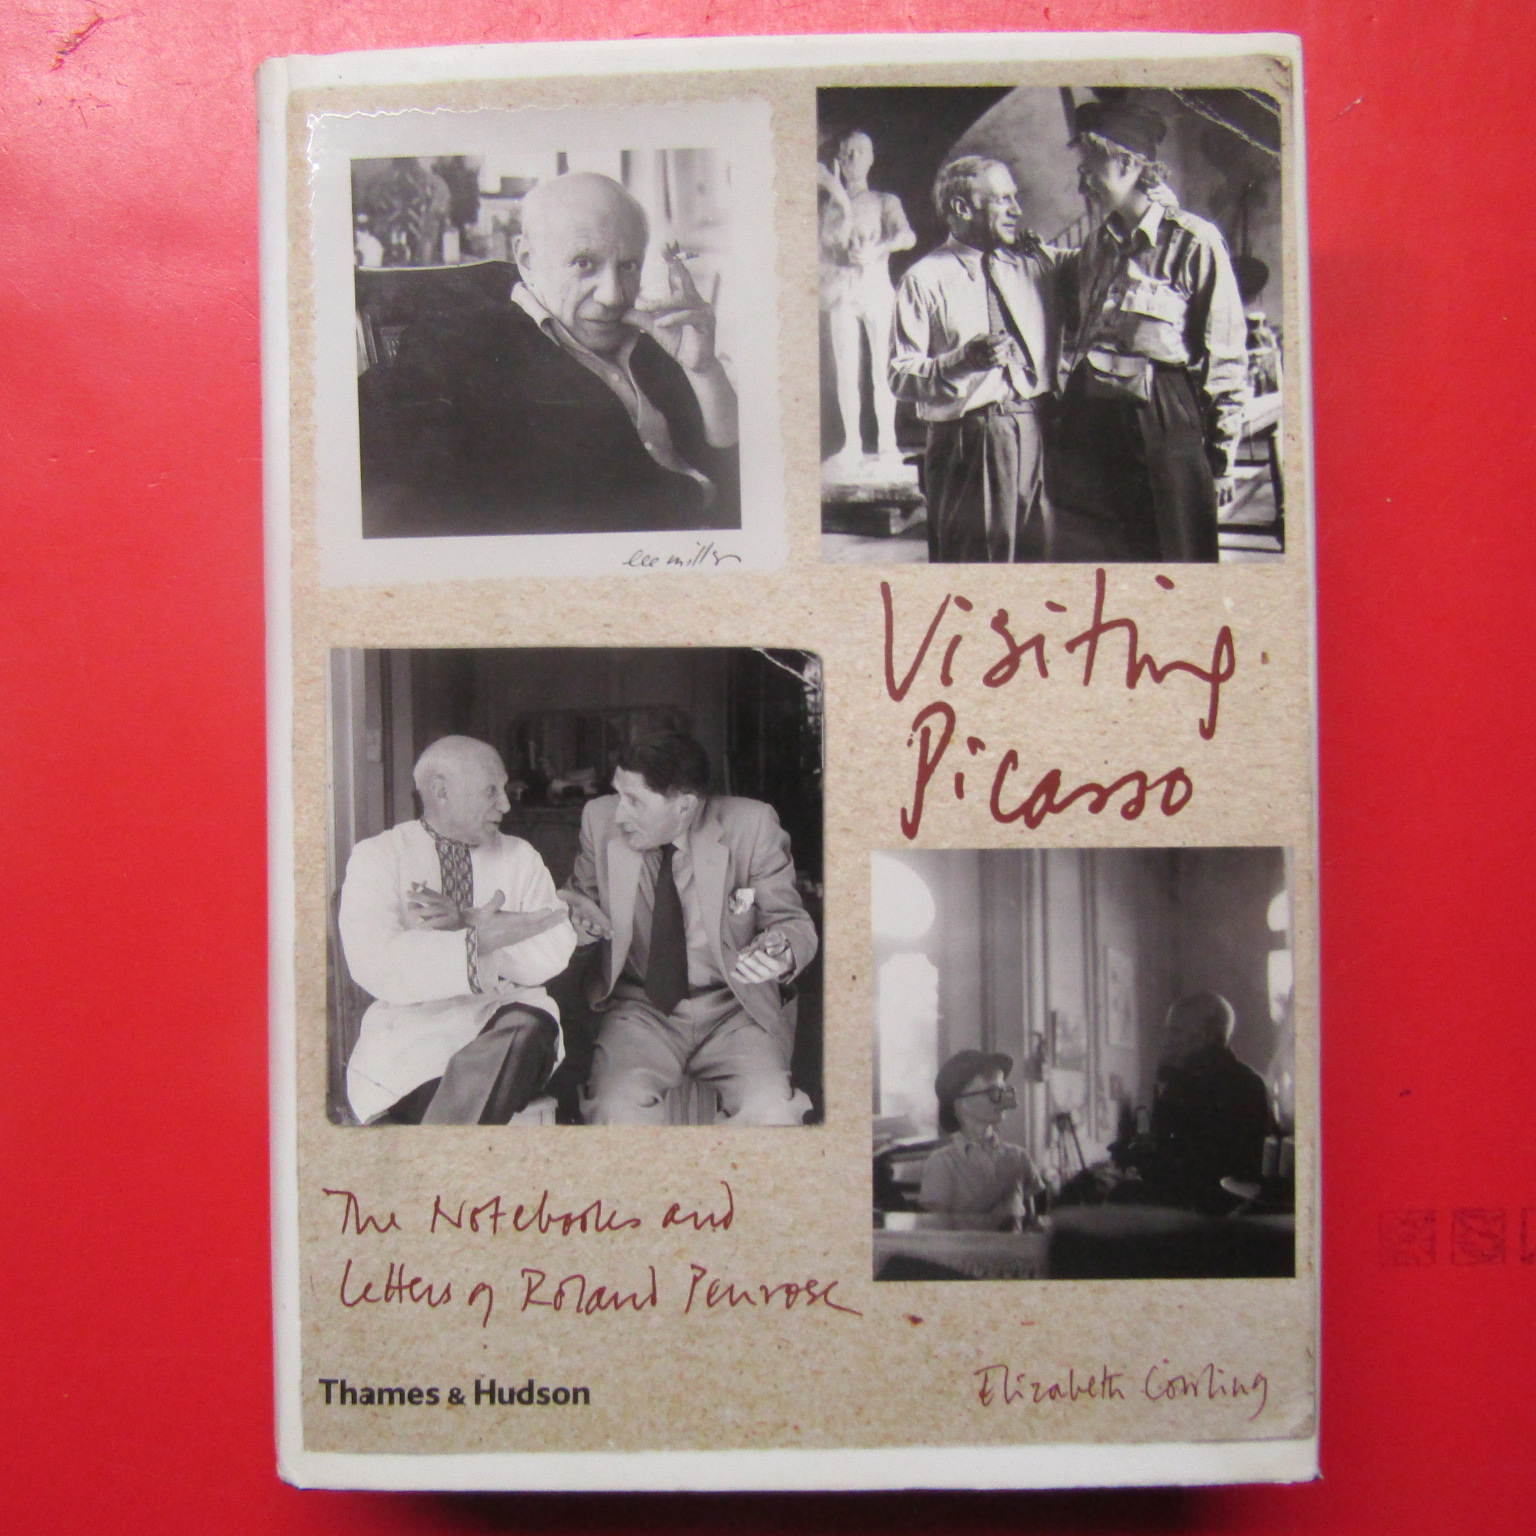 lee miller
Visiting
Picasso
The Notebooks and
Letters of Roland Penrose
Thames & Hudson
Elizabeth Cowling